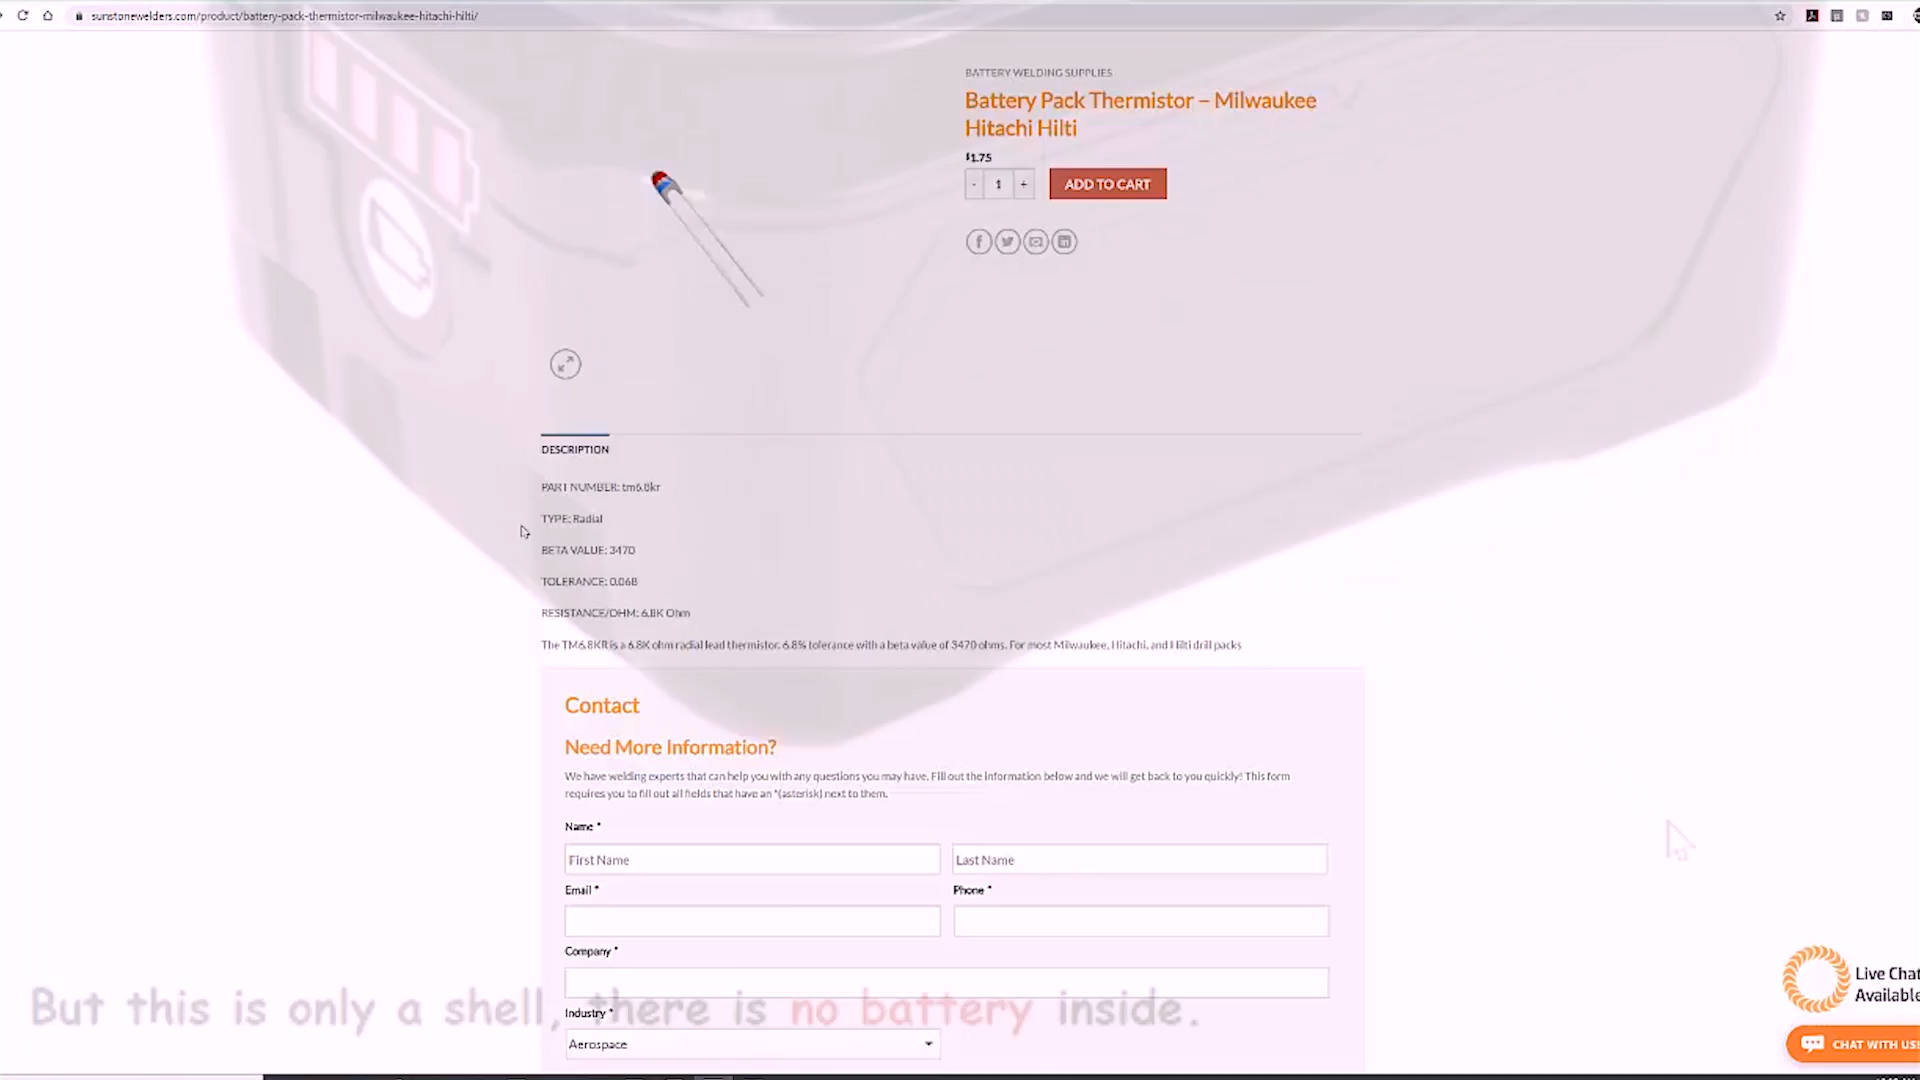 sunstonewelders.com/product/battery-pack-thermistor-milwaukee-hitachi-hilti/
BATTERY WELDING SUPPLIES
Battery Pack Thermistor – Milwaukee
Hitachi Hilti
$1.75
- 1 +
ADD TO CART
DESCRIPTION
PART NUMBER: tm6.8kr
TYPE: Radial
BETA VALUE: 3470
TOLERANCE: 0.068
RESISTANCE/OHM: 6.8K Ohm
The TM6.8KR is a 6.8K ohm radial lead thermistor. 6.8% tolerance with a beta value of 3470 ohms. For most Milwaukee, Hitachi, and Hilti drill packs
Contact
Need More Information?
We have welding experts that can help you with any questions you may have. Fill out the information below and we will get back to you quickly! This form
requires you to fill out all fields that have an *(asterisk) next to them.
Name *
First Name
Last Name
Email *
Phone *
Company *
Live Chat
Available
But this is only a shell, there is no battery inside.
Industry *
Aerospace
CHAT WITH US!